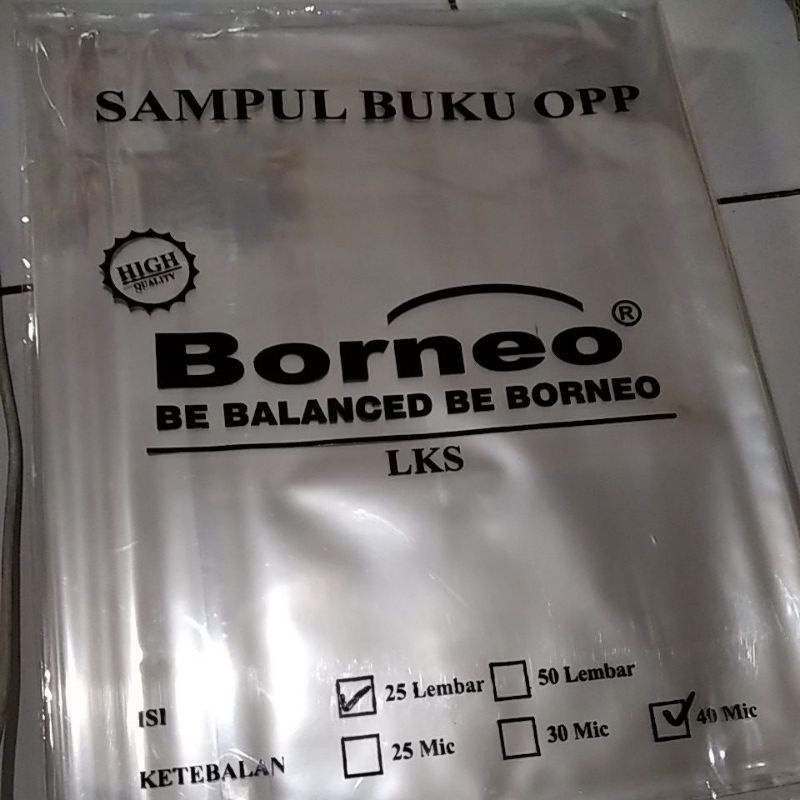 SAMPUL BUKU OPP
HIGH
QUALITY
Borneo®
BE BALANCED BE BORNEO
LKS
ISI 25 Lembar 50 Lembar
KETEBALAN 25 Mic 30 Mic 40 Mic